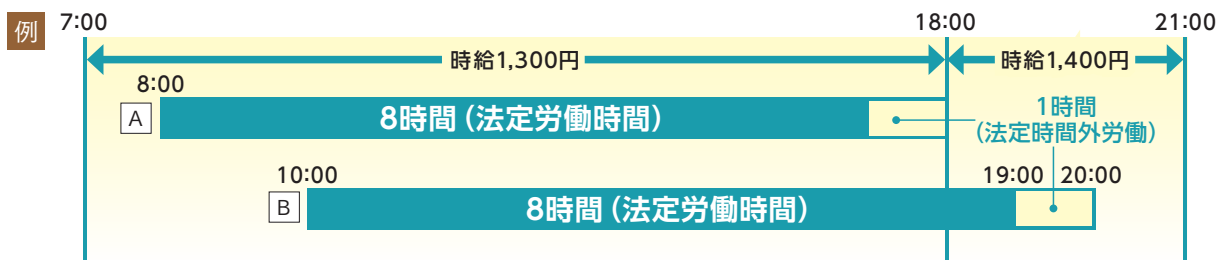 例
7:00
18:00
21:00
時給1,300円
時給1,400円
8:00
A
8時間（法定労働時間）
1時間
（法定時間外労働）
10:00
19:00
20:00
B
8時間（法定労働時間）